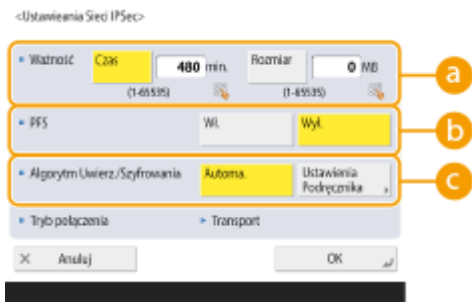 <Ustawieania Sieci IPSec>
Ważność Czas 480 min. Rozmiar 0 MB a
(1-65535) (1-65535)
PFS Wł. Wył. b
Algorytm Uwierz./Szyfrowania Automa. Ustawienia Podręcznika c
Tryb połączenia Transport
Anuluj OK